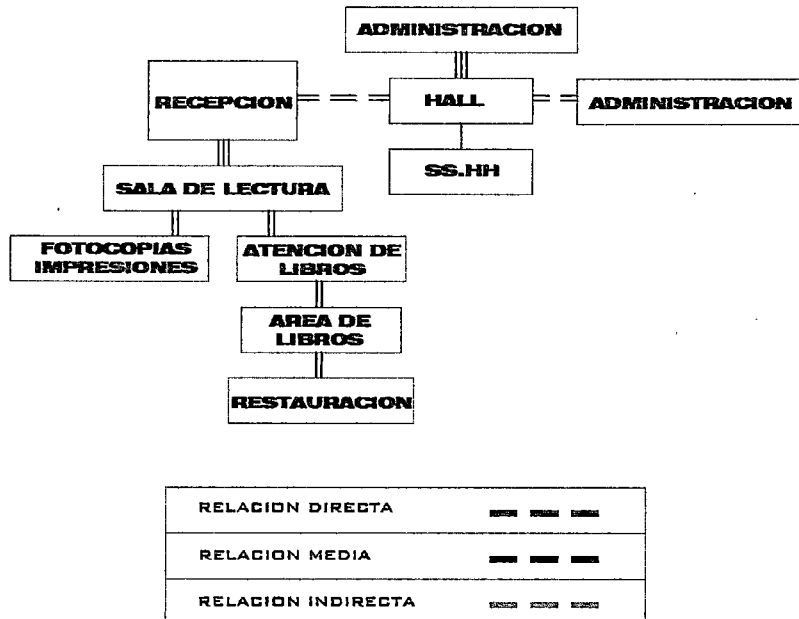 ADMINISTRACION
RECEPCION
HALL
ADMINISTRACION
SS.HH
SALA DE LECTURA
FOTOCOPIAS
IMPRESIONES
ATENCION DE
LIBROS
AREA DE
LIBROS
RESTAURACION
RELACION DIRECTA
RELACION MEDIA
RELACION INDIRECTA